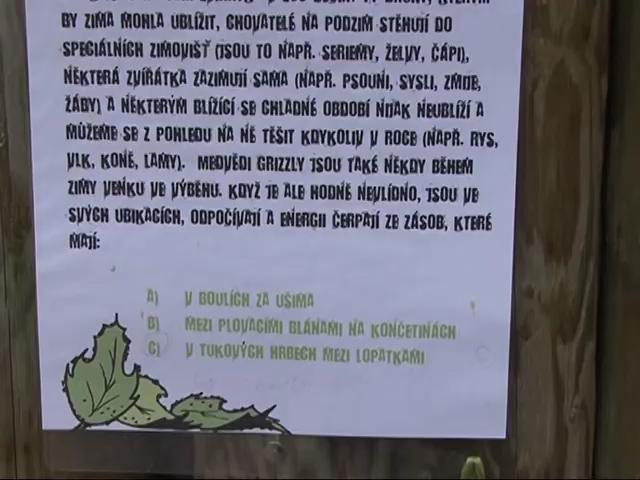 BY ZIMA MOHLA UBLÍŽIT, CHOVATELÉ NA PODZIM STĚHUJÍ DO
SPECIÁLNÍCH ZIMOVIŠŤ (JSOU TO NAPŘ. SERIEMY, ŽELVY, ČÁPI),
NĚKTERÁ ZVÍŘÁTKA ZAZIMUJÍ SAMA (NAPŘ. PSOUNI, SYSLI, ZMIJE,
ŽÁBY) A NĚKTERÝM BLÍŽÍCÍ SE CHLADNÉ OBDOBÍ NIJAK NEUBLÍŽÍ A
MŮŽEME SE Z POHLEDU NA NĚ TĚŠIT KDYKOLIV V ROCE (NAPŘ. RYS,
VLK, KONĚ, LAMY). MEDVĚDI GRIZZLY JSOU TAKÉ NĚKDY BĚHEM
ZIMY VENKU VE VÝBĚHU. KDYŽ JE ALE HODNĚ NEVLÍDNO, JSOU VE
SVÝCH UBIKACÍCH, ODPOČÍVAJÍ A ENERGII ČERPAJÍ ZE ZÁSOB, KTERÉ
MAJÍ:
A) V BOULÍCH ZA UŠIMA
B) MEZI PLOVACÍMI BLÁNAMI NA KONČETINÁCH
C) V TUKOVÝCH HRBECH MEZI LOPATKAMI